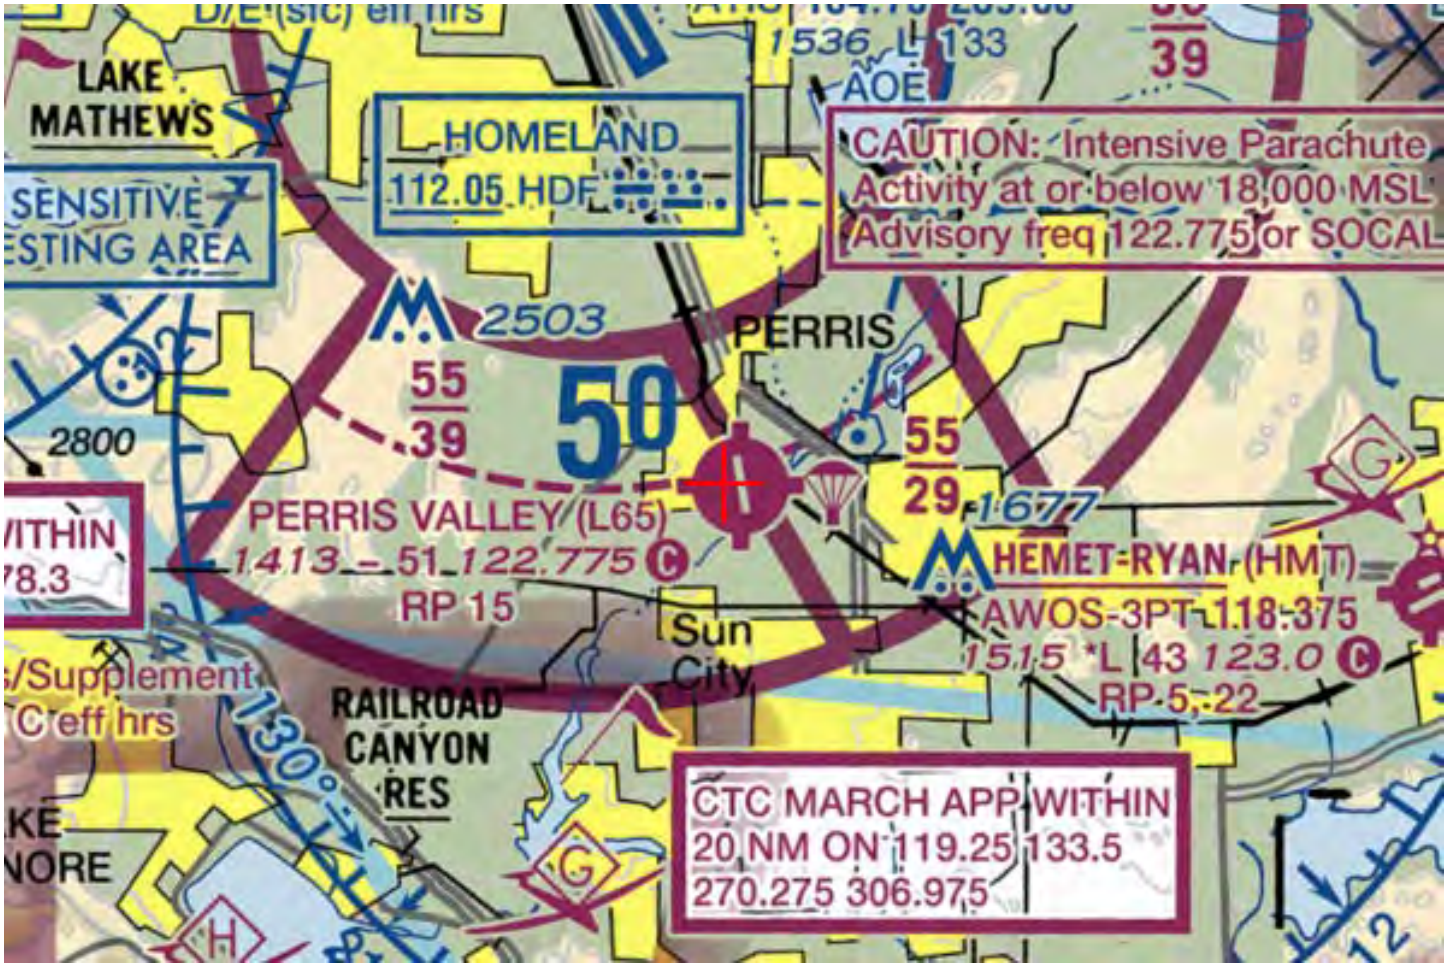 D/E (sfc) eff hrs
1536 L 133
39
LAKE
MATHEWS
AOE
HOMELAND
112.05 HDF
CAUTION: Intensive Parachute
Activity at or below 18,000 MSL
Advisory freq 122.775 or SOCAL
SENSITIVE
ESTING AREA
2503
PERRIS
55
39
50
2800
55
29
1677
G
PERRIS VALLEY (L65)
1413 - 51 122.775 C
RP 15
WITHIN
78.3
HEMET-RYAN (HMT)
AWOS-3PT 118.375
1515 *L 43 123.0 C
RP 5, 22
Sun
City
s/Supplement
C eff hrs
RAILROAD
CANYON
RES
130°
CTC MARCH APP WITHIN
20 NM ON 119.25 133.5
270.275 306.975
KE
NORE
G
H
12